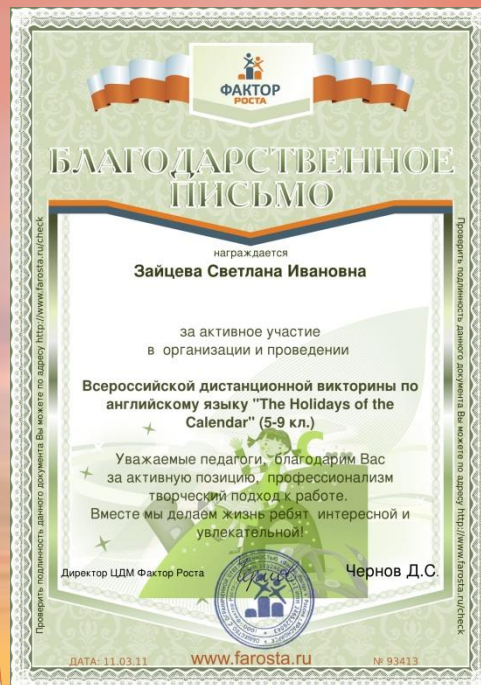 ФАКТОР
РОСТА
БЛАГОДАРСТВЕННОЕ
ПИСЬМО
награждается
Зайцева Светлана Ивановна
за активное участие
в организации и проведении
Всероссийской дистанционной викторины по
английскому языку "The Holidays of the
Calendar" (5-9 кл.)
Уважаемые педагоги, благодарим Вас
за активную позицию, профессионализм
творческий подход к работе.
Вместе мы делаем жизнь ребят интересной и
увлекательной!
Директор ЦДМ Фактор Роста
Чернов Д.С.
ДАТА: 11.03.11
www.farosta.ru
№ 93413
Проверить подлинность данного документа Вы можете по адресу http://www.farosta.ru/check
Проверить подлинность данного документа Вы можете по адресу http://www.farosta.ru/check